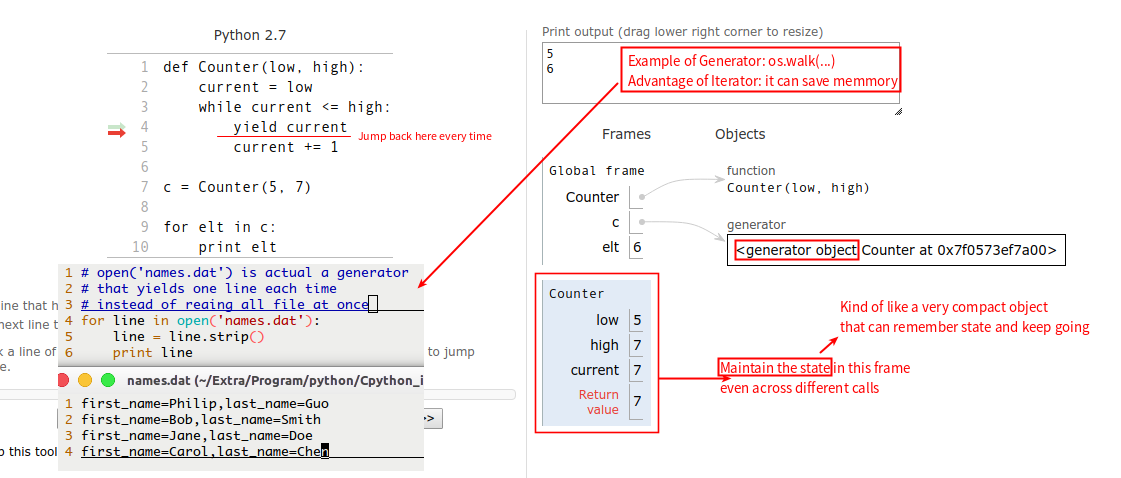 Python 2.7
1 def Counter(low, high):
2 current = low
3 while current <= high:
4 yield current
Jump back here every time
5 current += 1
6
7 c = Counter(5, 7)
8
9 for elt in c:
10 print elt
1 # open('names.dat') is actual a generator
2 # that yields one line each time
3 # instead of reaing all file at once
4 for line in open('names.dat'):
5 line = line.strip()
6 print line
ine that h
next line t
k a line of
to jump
e.
names.dat (~/Extra/Program/python/Cpython_i
1 first_name=Philip,last_name=Guo
2 first_name=Bob,last_name=Smith
3 first_name=Jane,last_name=Doe
4 first_name=Carol,last_name=Chen
>>
p this tool
Print output (drag lower right corner to resize)
5
6
Example of Generator: os.walk(...)
Advantage of Iterator: it can save memmory
Frames
Objects
Global frame
Counter
c
elt 6
function
Counter(low, high)
generator
<generator object Counter at 0x7f0573ef7a00>
Counter
low 5
high 7
current 7
Return
value 7
Kind of like a very compact object
that can remember state and keep going
Maintain the state in this frame
even across different calls